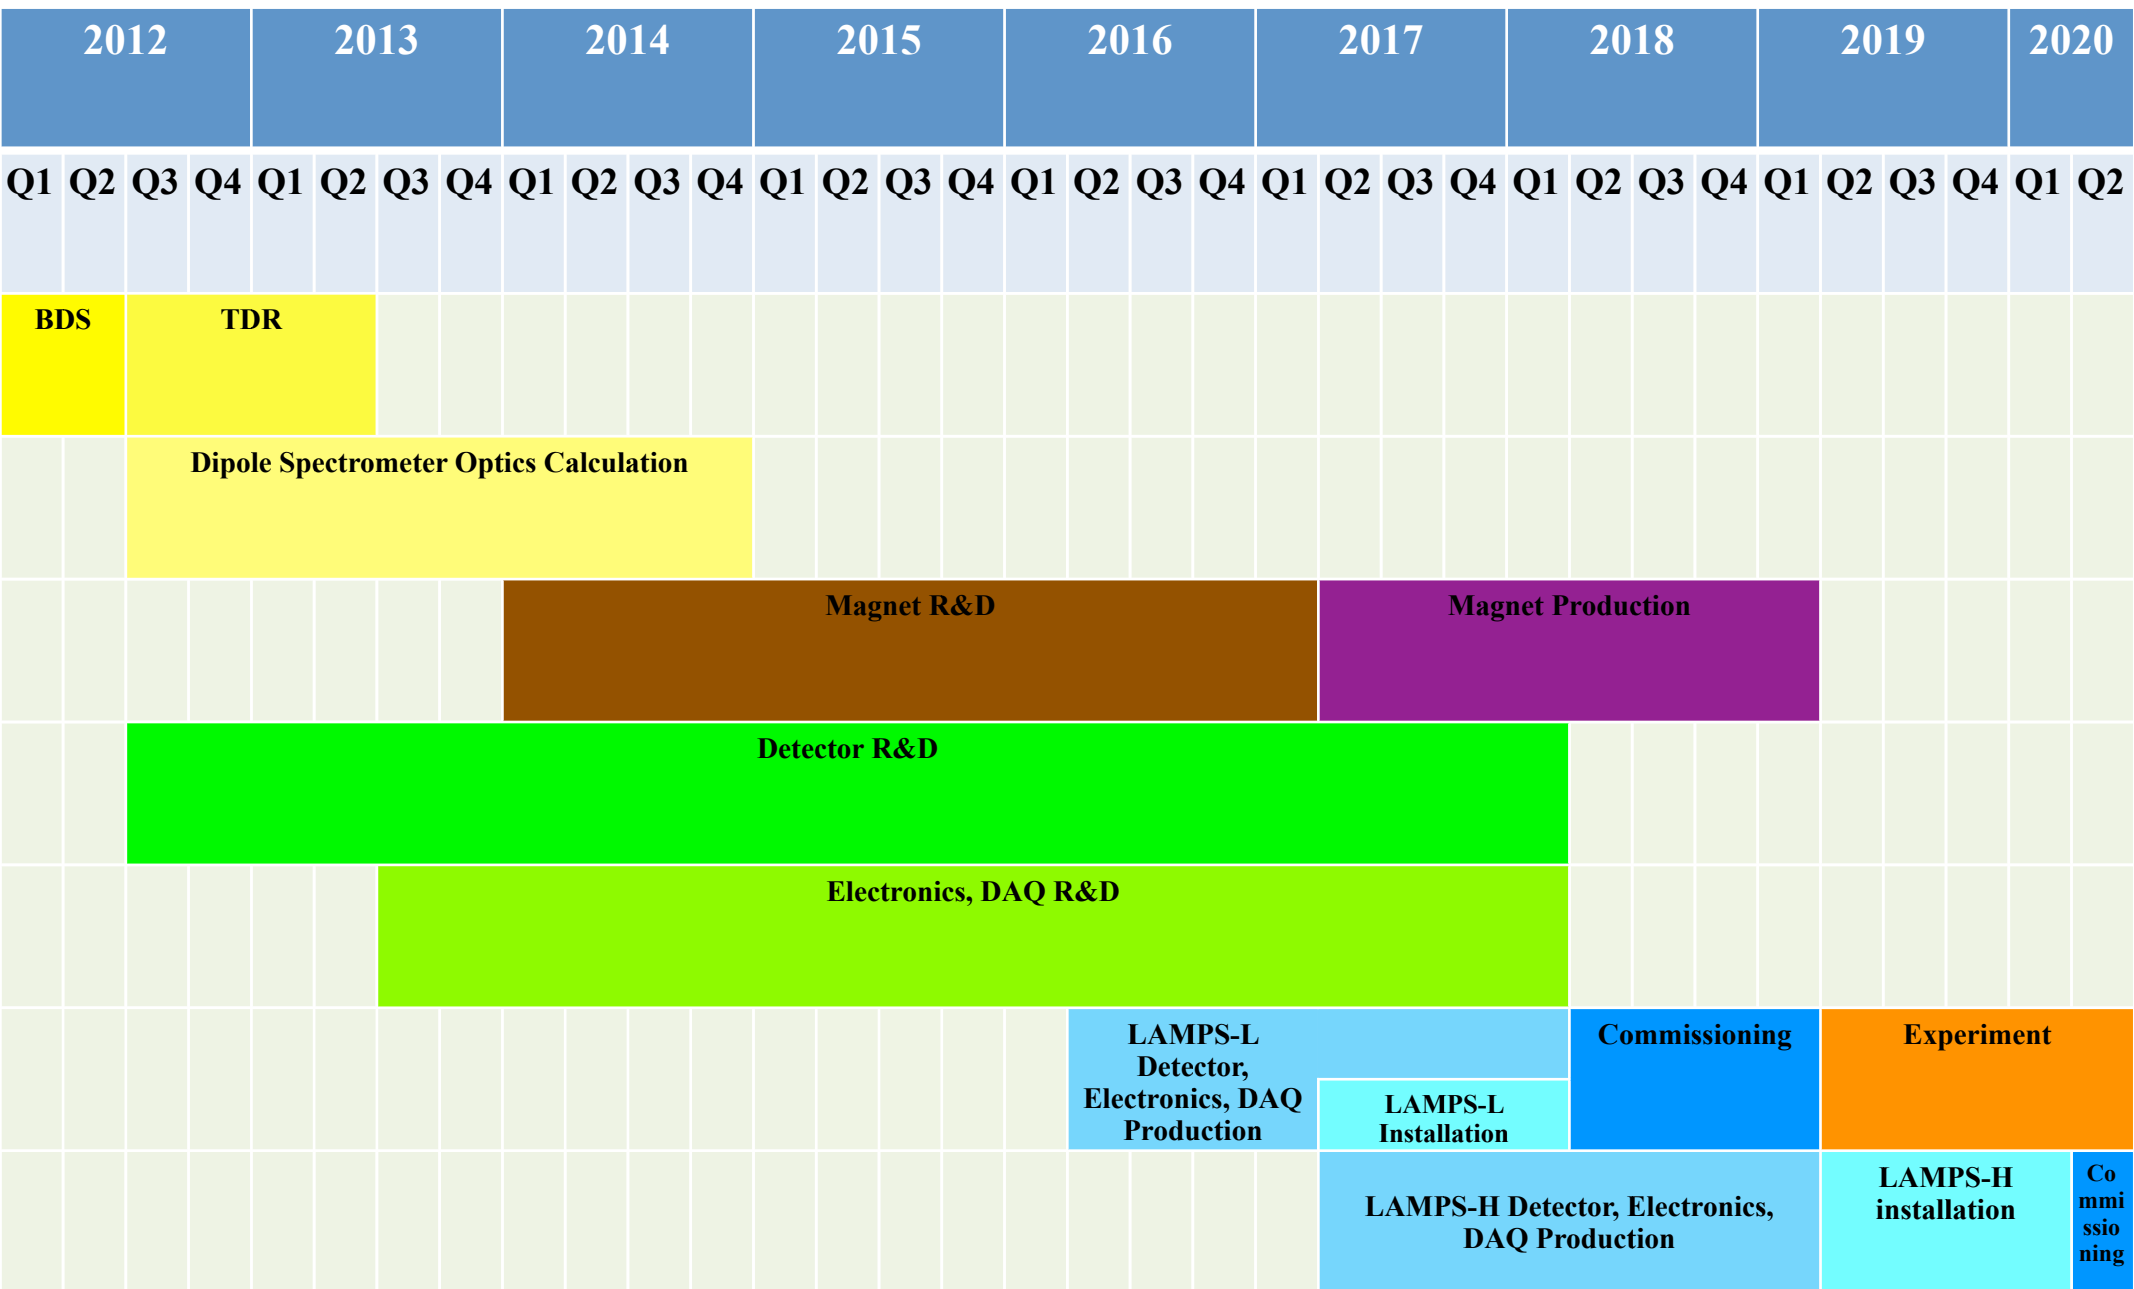 2012 2013 2014 2015 2016 2017 2018 2019 2020
Q1 Q2 Q3 Q4 Q1 Q2 Q3 Q4 Q1 Q2 Q3 Q4 Q1 Q2 Q3 Q4 Q1 Q2 Q3 Q4 Q1 Q2 Q3 Q4 Q1 Q2 Q3 Q4 Q1 Q2 Q3 Q4 Q1 Q2
BDS TDR
Dipole Spectrometer Optics Calculation
Magnet R&D Magnet Production
Detector R&D
Electronics, DAQ R&D
LAMPS-L
Detector,
Electronics, DAQ
Production
LAMPS-L
Installation
Commissioning
Experiment
LAMPS-H Detector, Electronics,
DAQ Production
LAMPS-H
installation
Co
mmi
ssio
ning